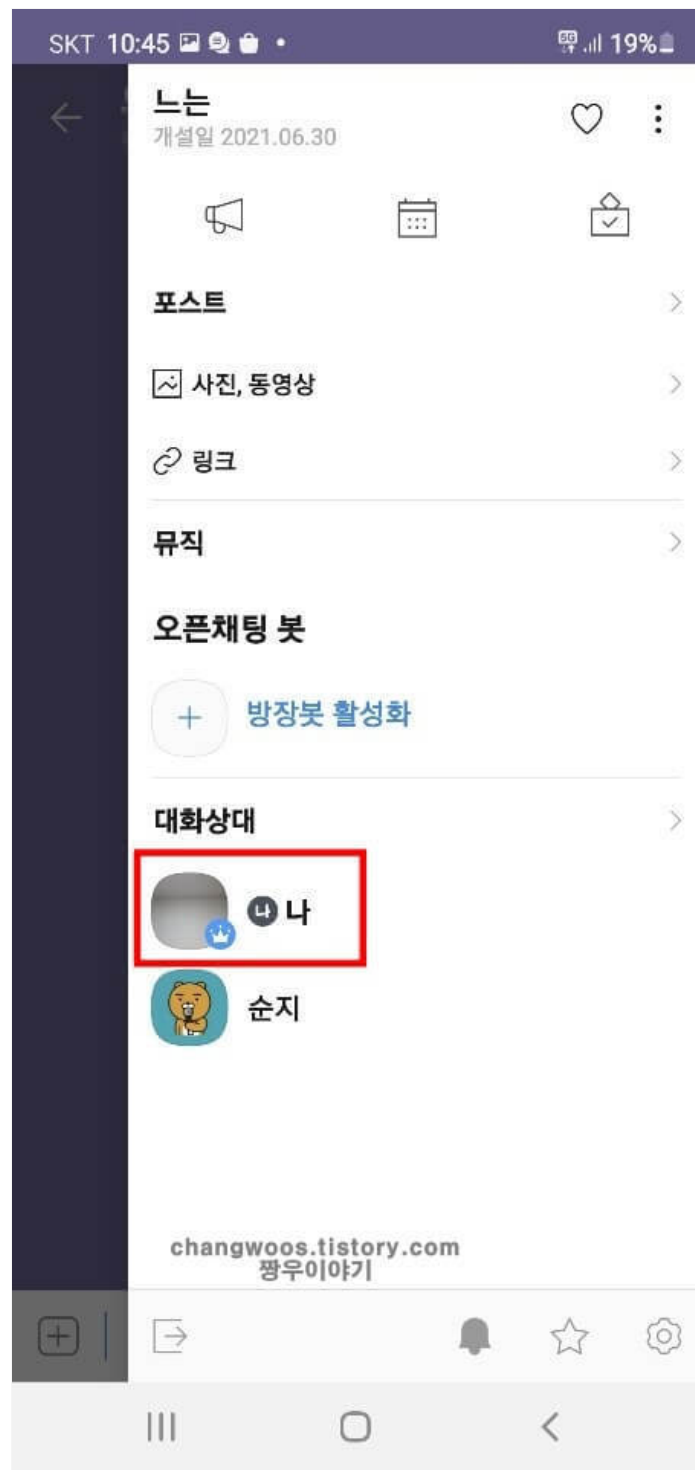 SKT 10:45
5G 19%
느는
개설일 2021.06.30
포스트
사진, 동영상
링크
뮤직
오픈채팅 봇
+ 방장봇 활성화
대화상대
나 나
순지
changwoos.tistory.com
짱우이야기